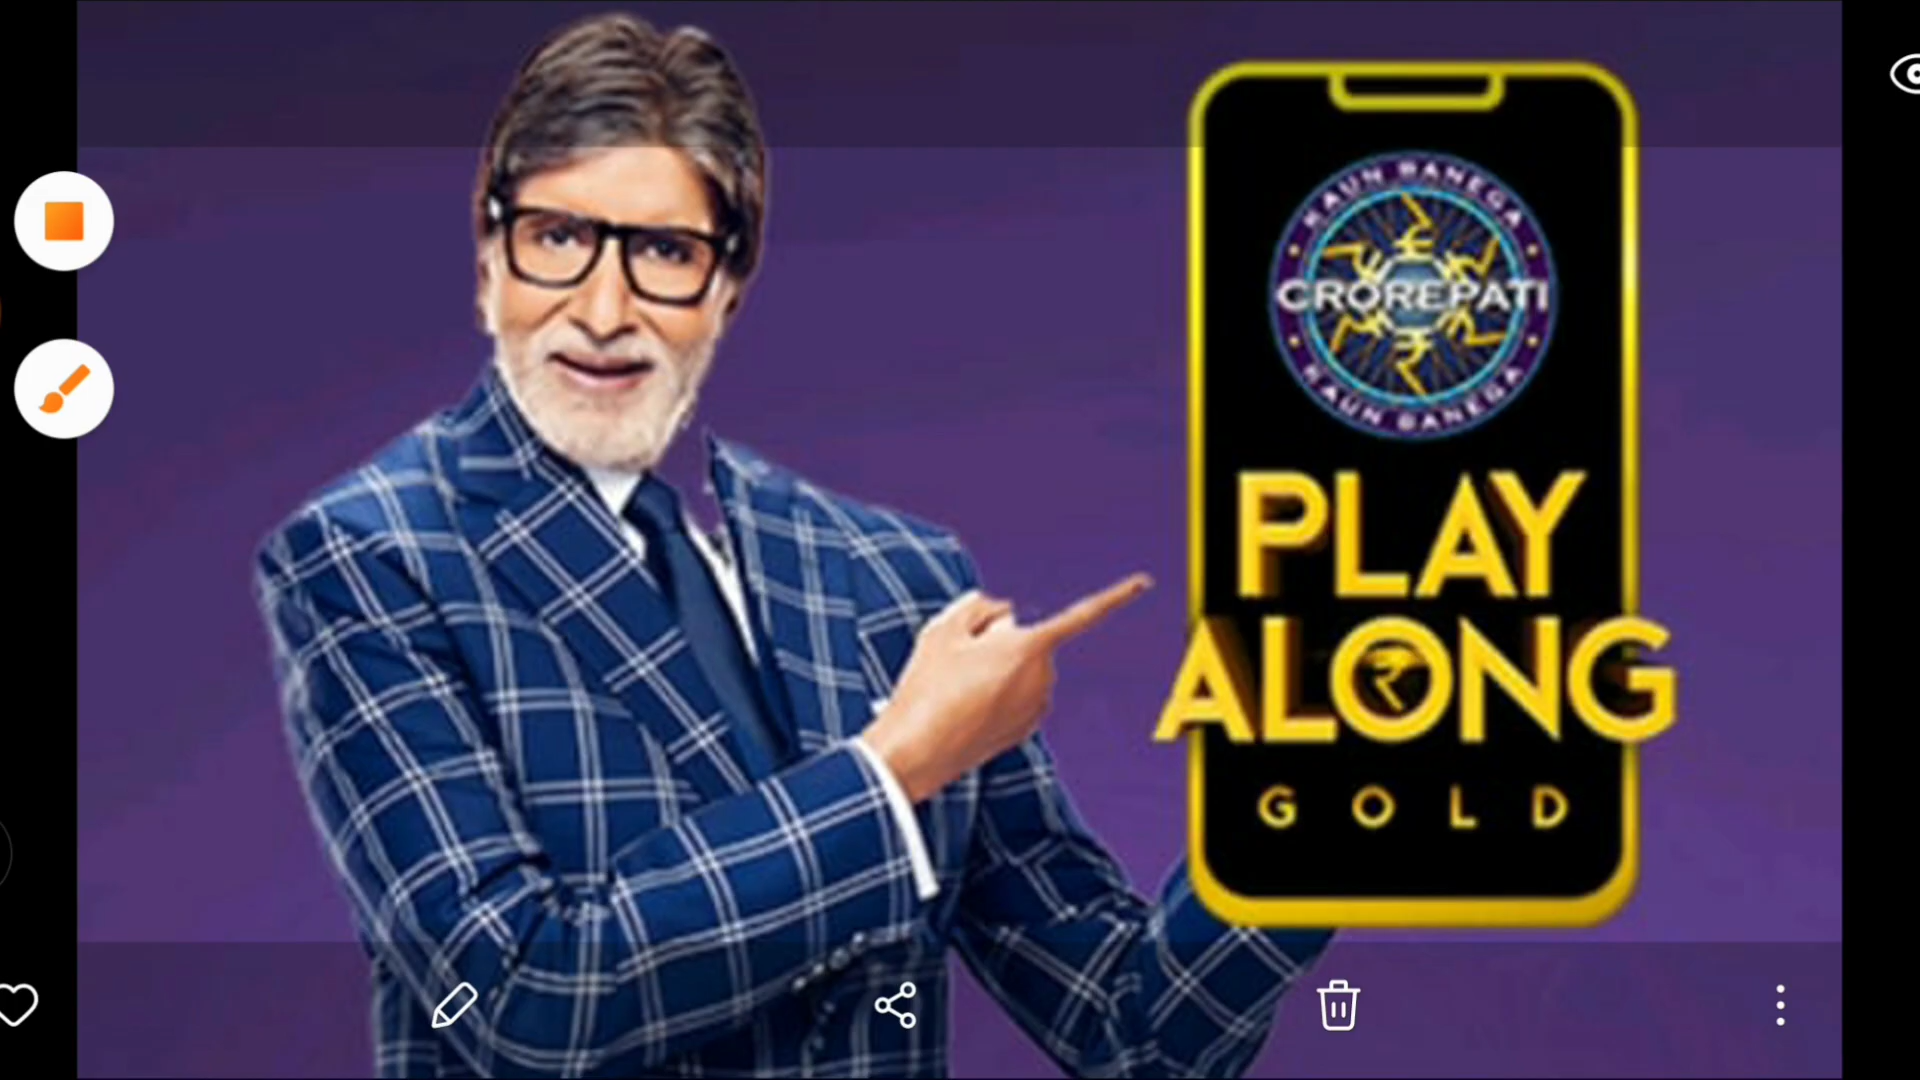 KAUN BANEGA
CROREPATI
KAUN BANEGA
PLAY
ALONG
GOLD